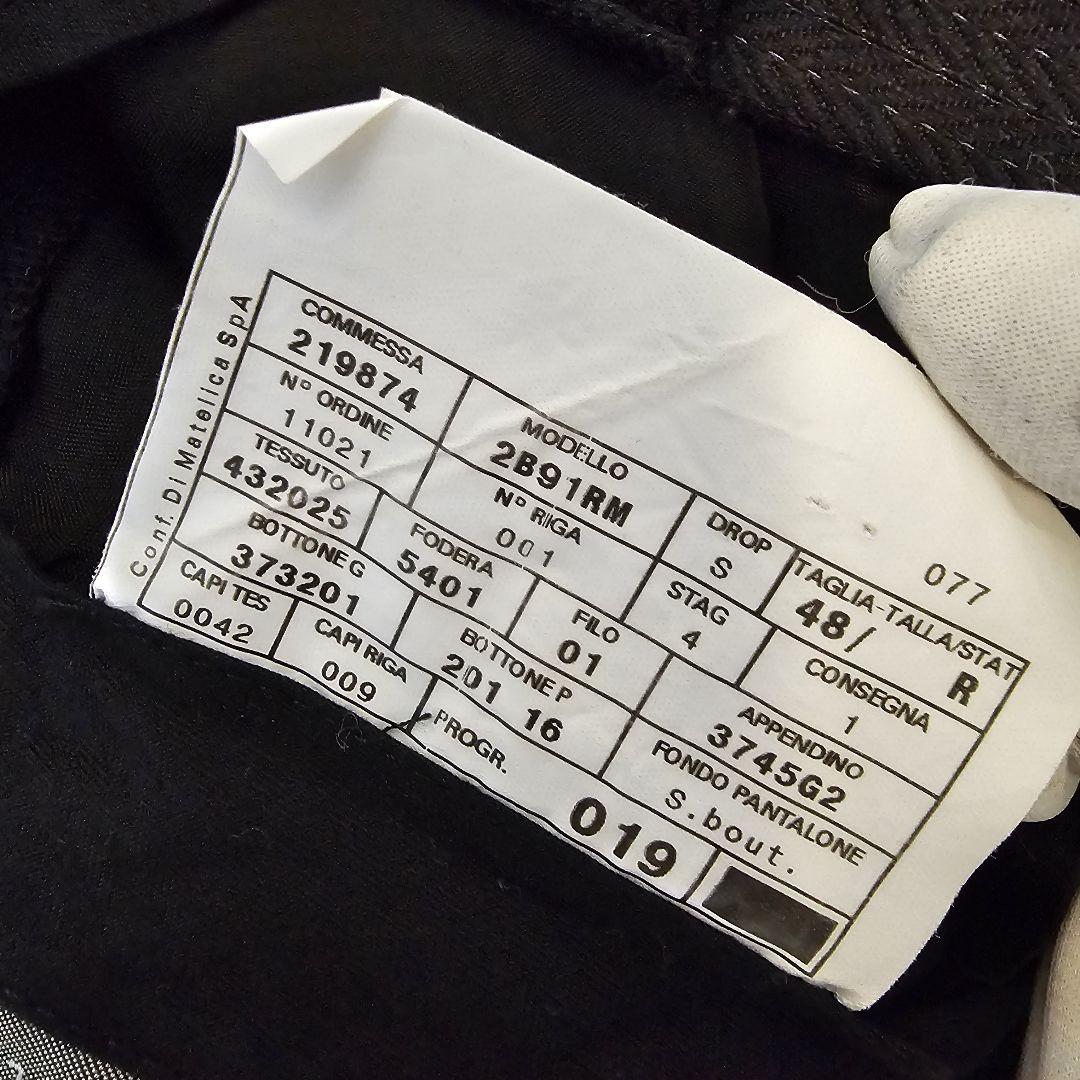 Conf. Di Matelica SpA
077
COMMESSA
219874
MODELLO
2B91RM
DROP
S
TAGLIA-TALLA/STAT
48/ R
N° ORDINE
11021
N° RIGA
001
STAG
4
CONSEGNA
1
TESSUTO
432025
FODERA
5401
FILO
01
APPENDINO
3745G2
BOTTONE G
373201
BOTTONE P
201 16
FONDO PANTALONE
S.bout.
CAPI TES
0042
CAPI RIGA
009
PROGR.
019